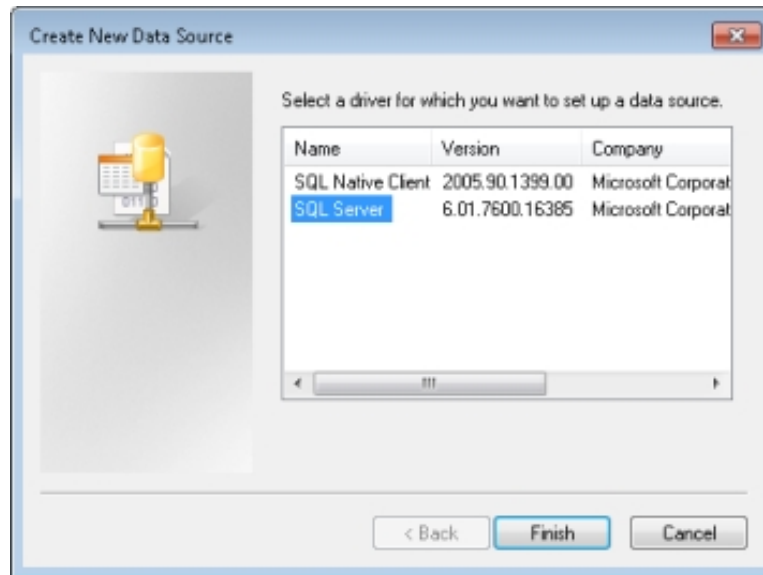 Create New Data Source
Select a driver for which you want to set up a data source.
Name Version Company
SQL Native Client 2005.90.1399.00 Microsoft Corporat
SQL Server 6.01.7600.16385 Microsoft Corporat
< Back Finish Cancel